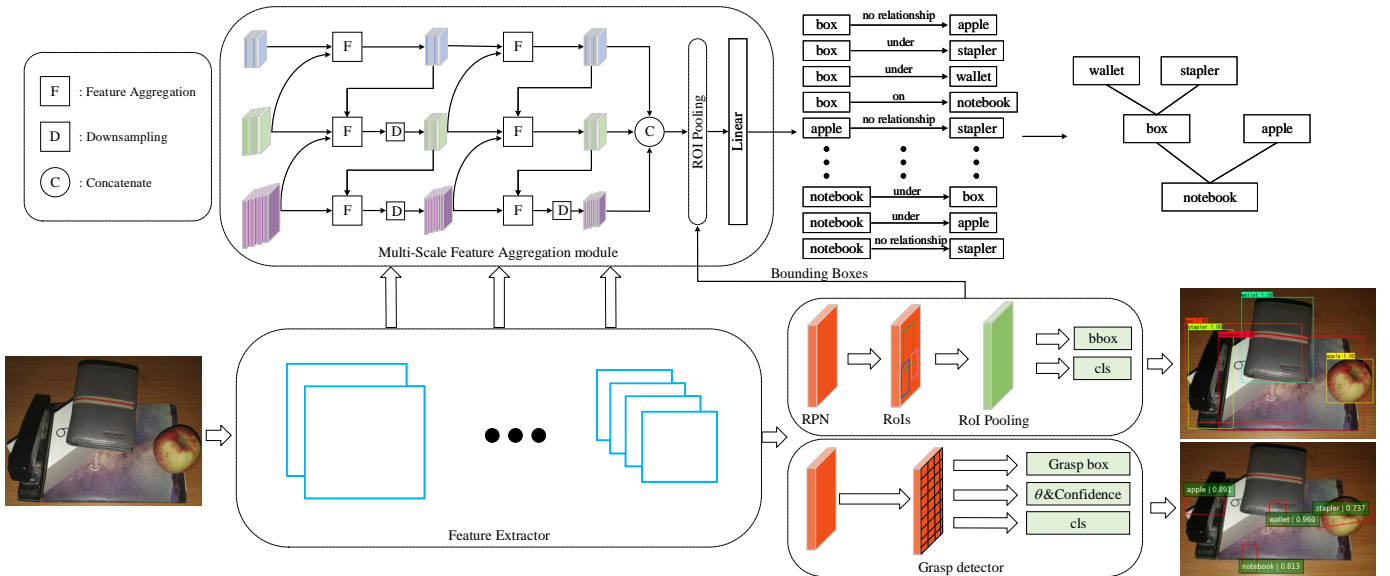 F : Feature Aggregation
D : Downsampling
C : Concatenate
F
F
F
D
F
F
D
F
F
D
C
ROI Pooling
Linear
Multi-Scale Feature Aggregation module
box no relationship apple
box under stapler
box under wallet
box on notebook
apple no relationship stapler
notebook under box
notebook under apple
notebook no relationship stapler
wallet
stapler
box
apple
notebook
Bounding Boxes
Feature Extractor
RPN
RoIs
RoI Pooling
bbox
cls
Grasp box
θ&Confidence
cls
Grasp detector
wallet 1.00
box 1.00
stapler 1.00
apple 1.00
apple | 0.891
stapler | 0.737
wallet | 0.960
notebook | 0.813